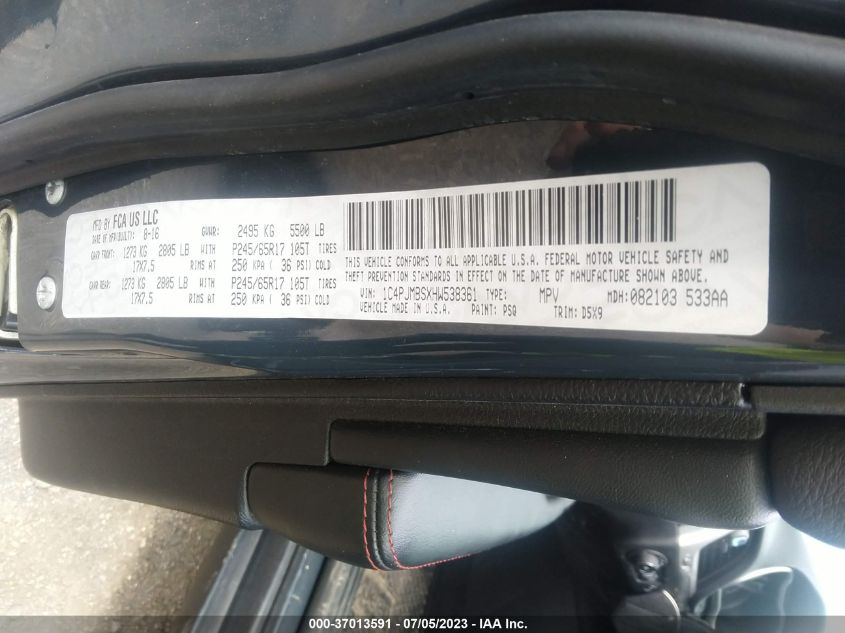 MFG BY FCA US LLC
DATE OF MFR/BUILT: 8-16 GVWR: 2495 KG 5500 LB
GAWR FRONT: 1273 KG 2805 LB WITH P245/65R17 105T TIRES
17X7.5 RIMS AT 250 KPA ( 36 PSI) COLD
GAWR REAR: 1273 KG 2805 LB WITH P245/65R17 105T TIRES
17X7.5 RIMS AT 250 KPA ( 36 PSI) COLD
THIS VEHICLE CONFORMS TO ALL APPLICABLE U.S.A. FEDERAL MOTOR VEHICLE SAFETY AND
THEFT PREVENTION STANDARDS IN EFFECT ON THE DATE OF MANUFACTURE SHOWN ABOVE.
VIN: 1C4PJMBSXHW538361 TYPE: MPV MDH: 082103 533AA
VEHICLE MADE IN U.S.A. PAINT: PSQ TRIM: D5X9
000-37013591 - 07/05/2023 - IAA Inc.